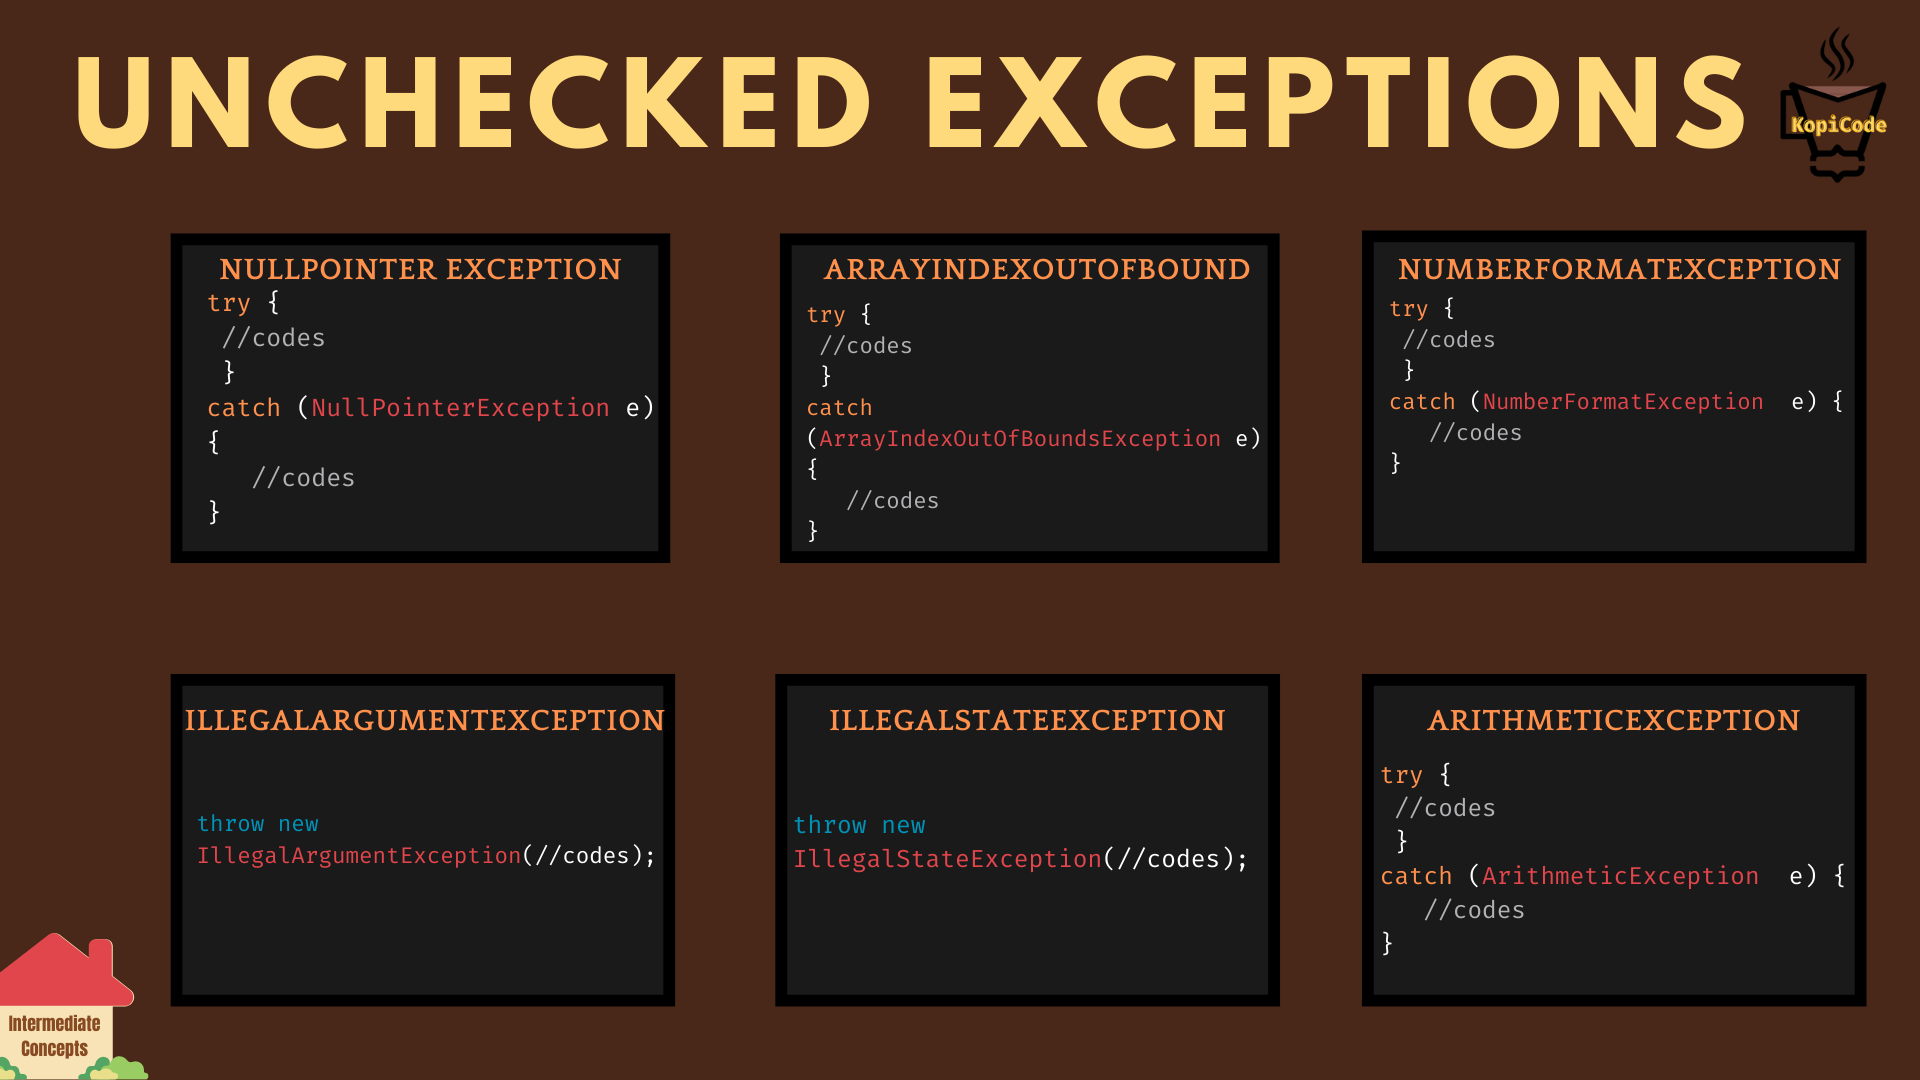 UNCHECKED EXCEPTIONS
KopiCode
NULLPOINTER EXCEPTION
try {
//codes
}
catch (NullPointerException e)
{
//codes
}
ARRAYINDEXOUTOFBOUND
try {
//codes
}
catch
(ArrayIndexOutOfBoundsException e)
{
//codes
}
NUMBERFORMATEXCEPTION
try {
//codes
}
catch (NumberFormatException e) {
//codes
}
ILLEGALARGUMENTEXCEPTION
throw new
IllegalArgumentException(//codes);
ILLEGALSTATEEXCEPTION
throw new
IllegalStateException(//codes);
ARITHMETICEXCEPTION
try {
//codes
}
catch (ArithmeticException e) {
//codes
}
Intermediate
Concepts